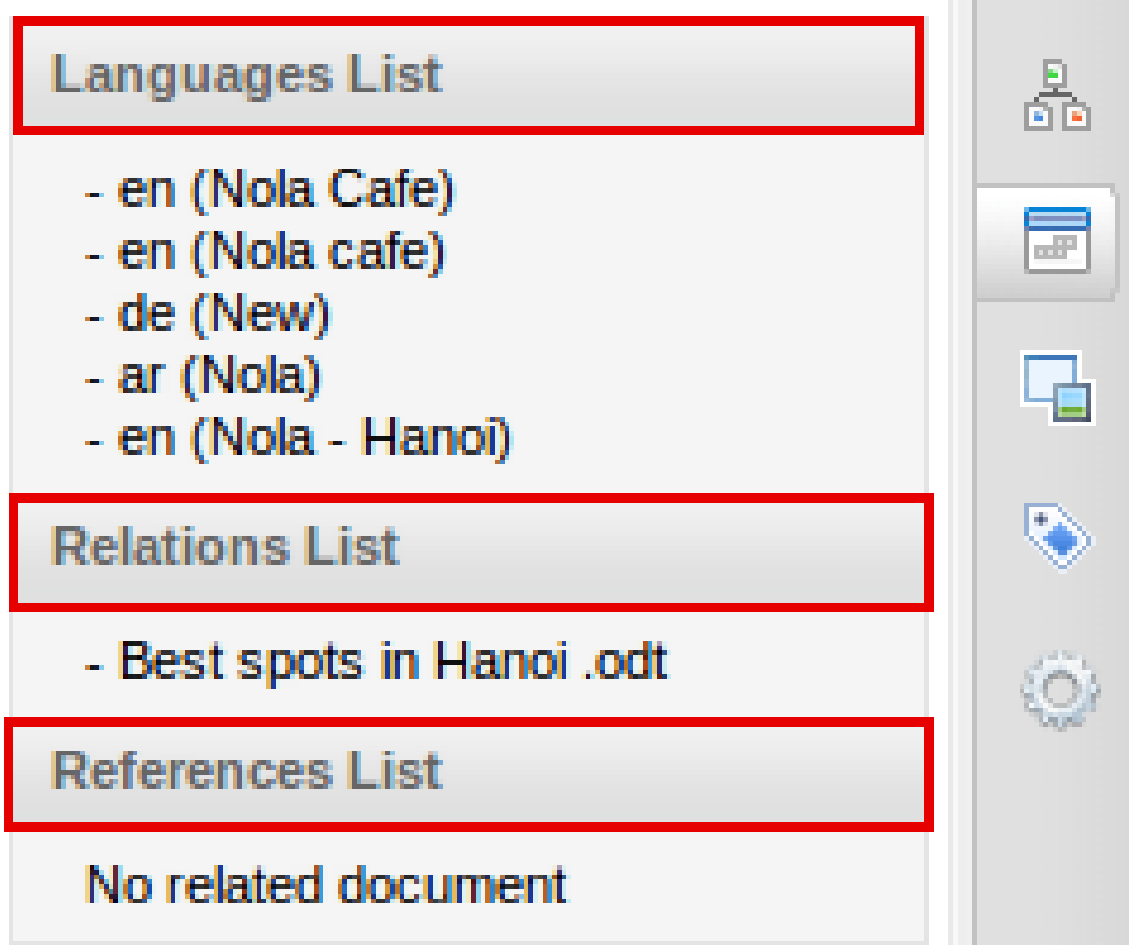 Languages List
- en (Nola Cafe)
- en (Nola cafe)
- de (New)
- ar (Nola)
- en (Nola - Hanoi)
Relations List
- Best spots in Hanoi .odt
References List
No related document